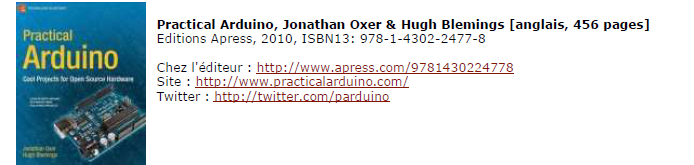 Practical
Arduino
Cool Projects for Open Source Hardware
Jonathan Oxer
Hugh Blemings
Practical Arduino, Jonathan Oxer & Hugh Blemings [anglais, 456 pages]
Editions Apress, 2010, ISBN13: 978-1-4302-2477-8
Chez l'éditeur : http://www.apress.com/9781430224778
Site : http://www.practicalarduino.com/
Twitter : http://twitter.com/parduino